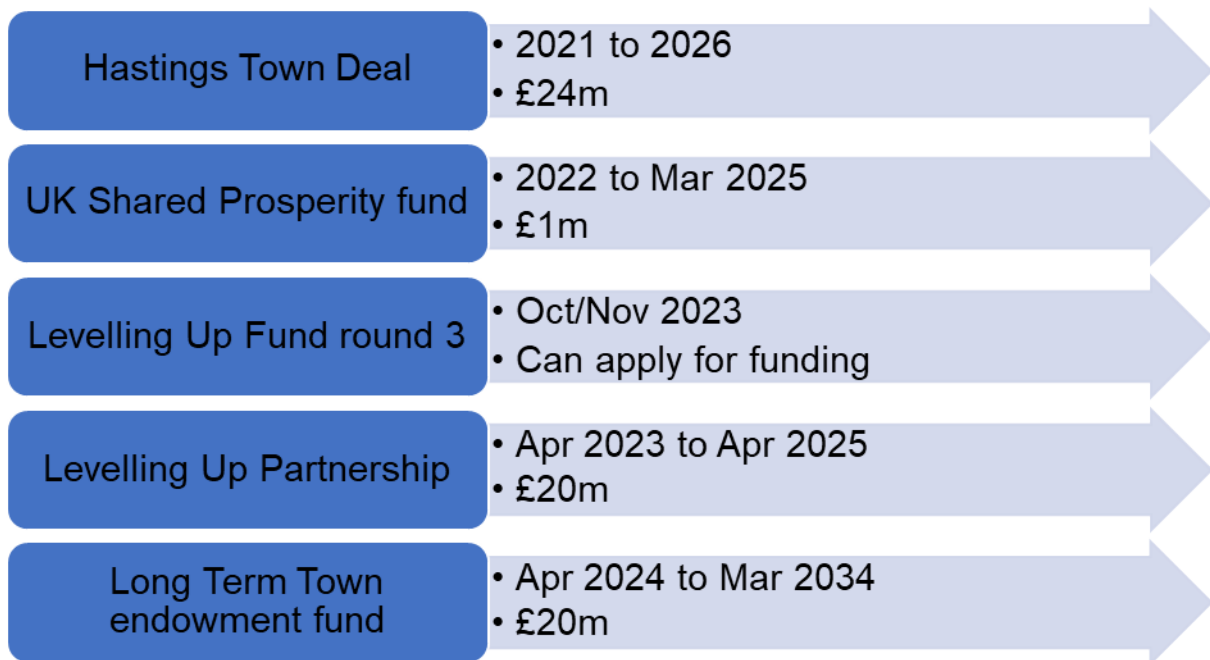 Hastings Town Deal
• 2021 to 2026
• £24m
UK Shared Prosperity fund
• 2022 to Mar 2025
• £1m
Levelling Up Fund round 3
• Oct/Nov 2023
• Can apply for funding
Levelling Up Partnership
• Apr 2023 to Apr 2025
• £20m
Long Term Town
endowment fund
• Apr 2024 to Mar 2034
• £20m